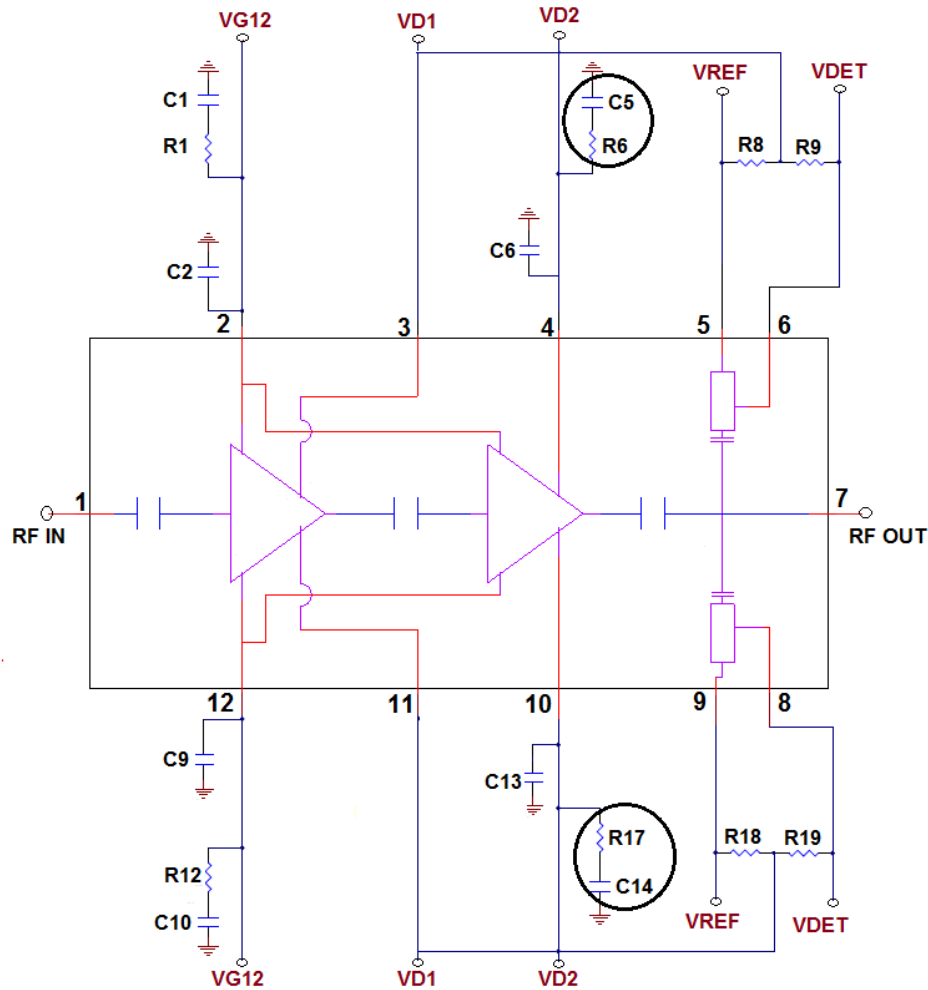 VG12
VD1
VD2
VREF
VDET
C1
R1
C5
R6
R8
R9
C2
C6
2
3
4
5
6
1
7
RF IN
RF OUT
12
11
10
9
8
C9
C13
R12
C10
R17
C14
R18
R19
VREF
VDET
VG12
VD1
VD2